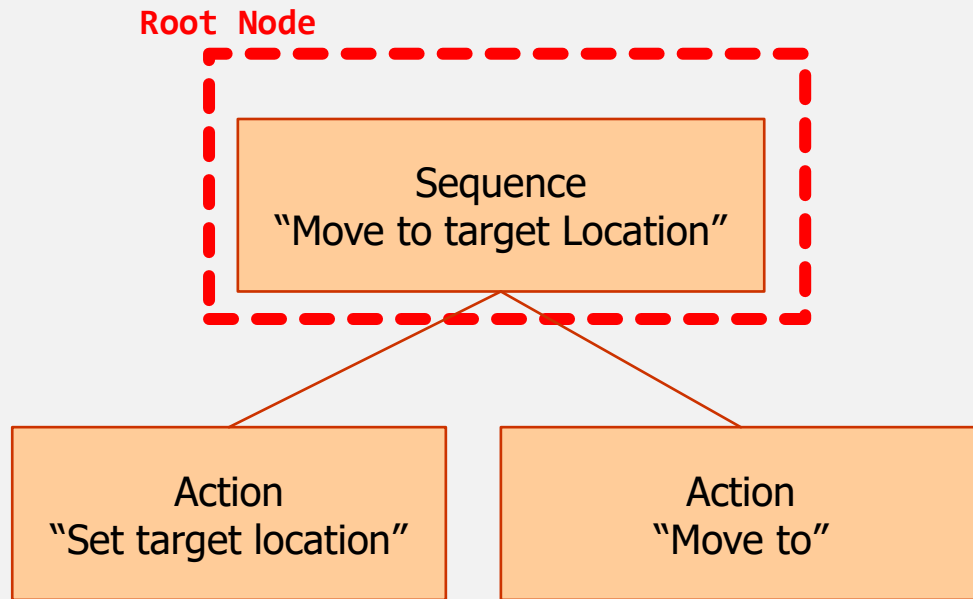 Root Node
Sequence
“Move to target Location”
Action
“Set target location”
Action
“Move to”